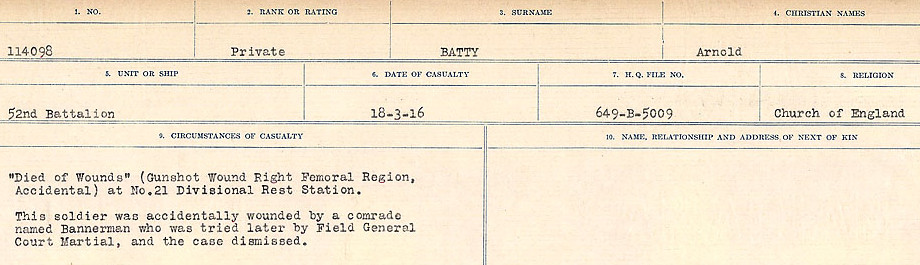 1. NO. 2. RANK OR RATING 3. SURNAME 4. CHRISTIAN NAMES
114098 Private BATTY Arnold
5. UNIT OR SHIP 6. DATE OF CASUALTY 7. H.Q. FILE NO. 8. RELIGION
52nd Battalion 18-3-16 649-B-5009 Church of England
9. CIRCUMSTANCES OF CASUALTY 10. NAME, RELATIONSHIP AND ADDRESS OF NEXT OF KIN
"Died of Wounds" (Gunshot Wound Right Femoral Region,
Accidental) at No.21 Divisional Rest Station.
This soldier was accidentally wounded by a comrade
named Bannerman who was tried later by Field General
Court Martial, and the case dismissed.